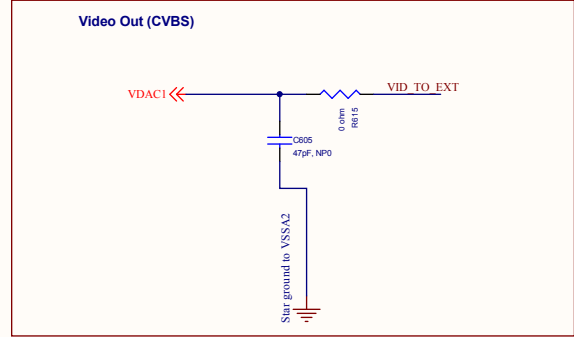 Video Out (CVBS)
VDAC1
VID_TO_EXT
0 ohm
R615
C605
47pF, NP0
Star ground to VSSA2